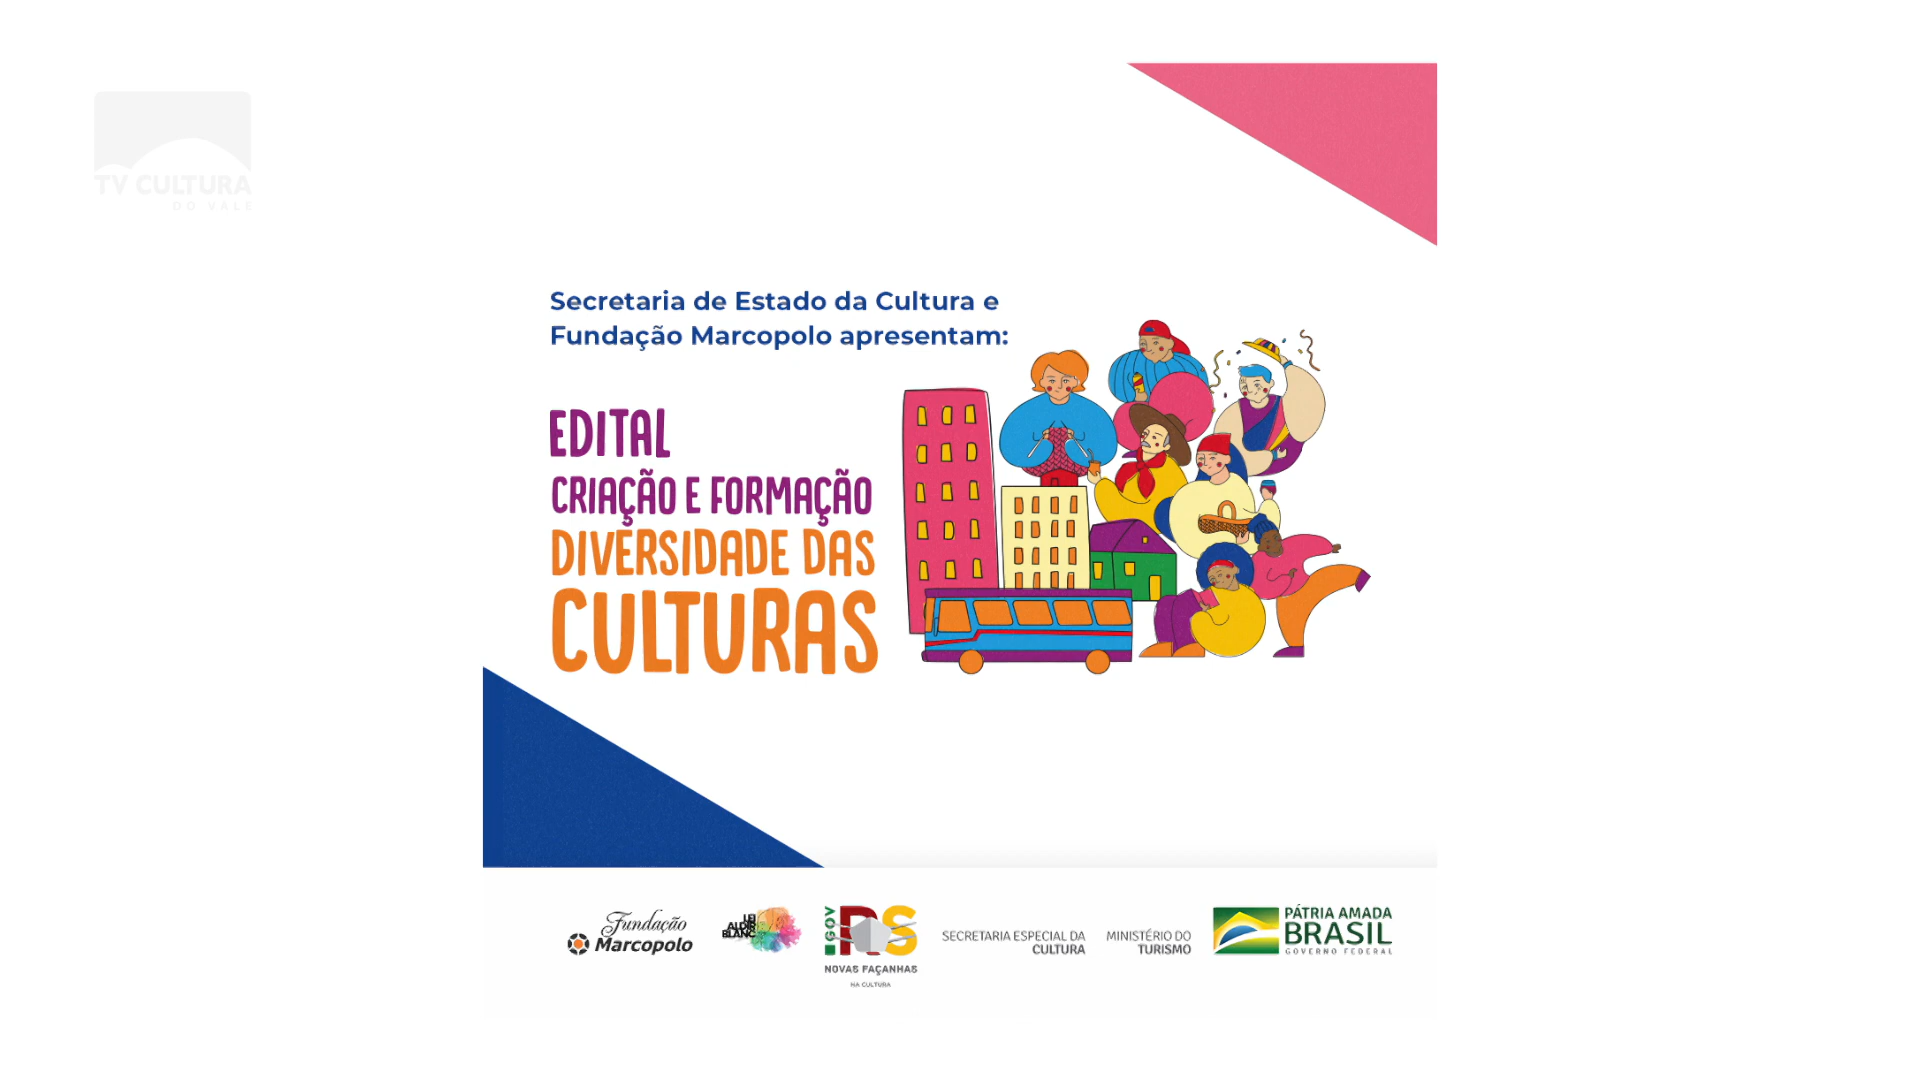 TV CULTURA
DO VALE
Secretaria de Estado da Cultura e
Fundação Marcopolo apresentam:
EDITAL
CRIAÇÃO E FORMAÇÃO
DIVERSIDADE DAS
CULTURAS
Fundação
Marcopolo
LEI
ALDIR
BLANC
GOV
RS
NOVAS FAÇANHAS
NA CULTURA
SECRETARIA ESPECIAL DA
CULTURA
MINISTÉRIO DO
TURISMO
PÁTRIA AMADA
BRASIL
GOVERNO FEDERAL